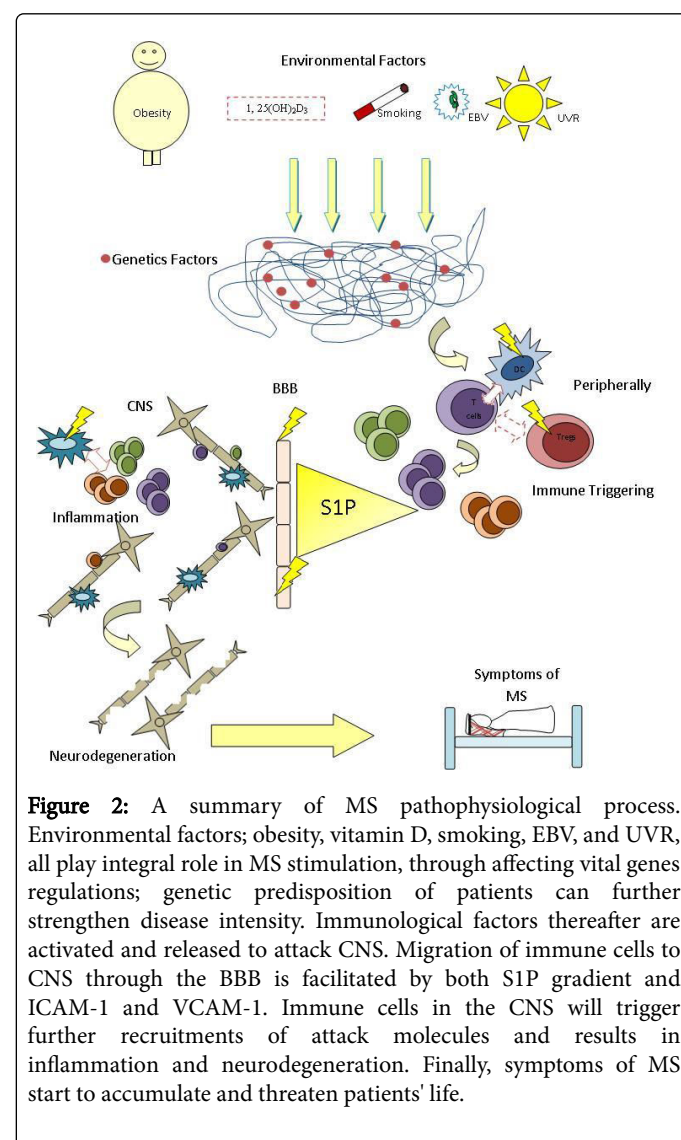 Environmental Factors
Obesity
1, 25(OH)₂D₃
Smoking
EBV
UVR
Genetics Factors
DC
T
cells
Peripherally
Tregs
CNS
BBB
Immune Triggering
S1P
Inflammation
Symptoms of
MS
Neurodegeneration
Figure 2: A summary of MS pathophysiological process.
Environmental factors; obesity, vitamin D, smoking, EBV, and UVR,
all play integral role in MS stimulation, through affecting vital genes
regulations; genetic predisposition of patients can further
strengthen disease intensity. Immunological factors thereafter are
activated and released to attack CNS. Migration of immune cells to
CNS through the BBB is facilitated by both S1P gradient and
ICAM-1 and VCAM-1. Immune cells in the CNS will trigger
further recruitments of attack molecules and results in
inflammation and neurodegeneration. Finally, symptoms of MS
start to accumulate and threaten patients' life.